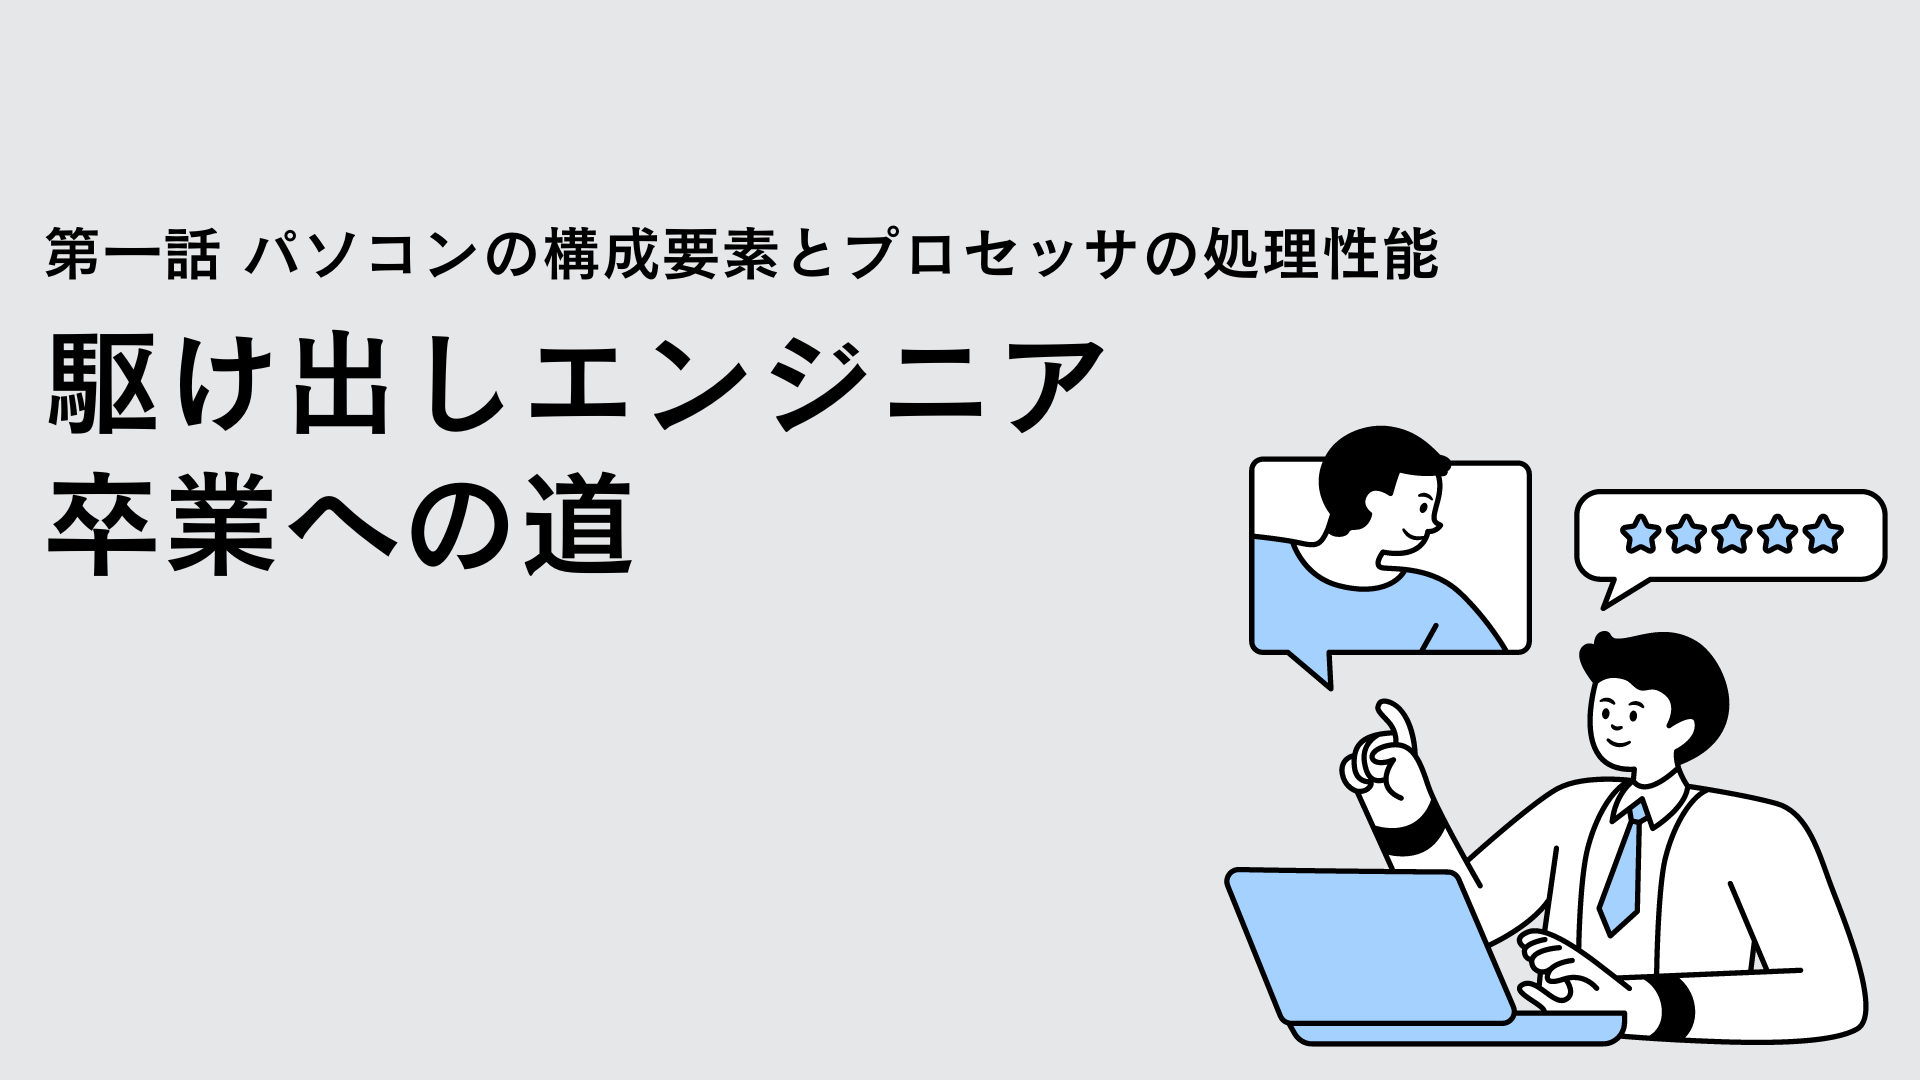 第一話 パソコンの構成要素とプロセッサの処理性能
駆け出しエンジニア
卒業への道